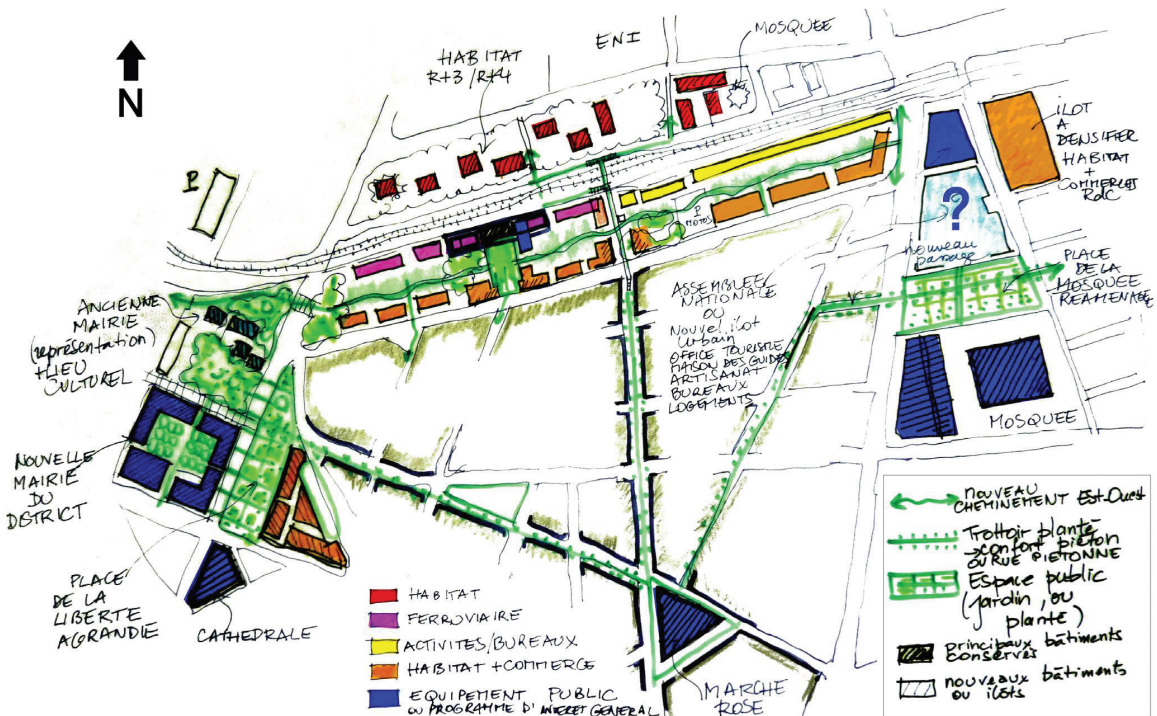 N
HABITAT
R+3/R+4
ENI
MOSQUEE
ILOT
A
DENSIFIER
HABITAT
+
COMMERCES
RdC
P
?
nouveau
passage
PLACE
DE LA
MOSQUEE
REAMENAGEE
P
MOTOS
ANCIENNE
MAIRIE
(représentation)
+LIEU
CULTUREL
ASSEMBLEE
NATIONALE
OU
Nouvel ilot
Urbain
OFFICE TOURISTE
MAISON DES GUIDES
ARTISANAT
BUREAUX
LOGEMENTS
MOSQUEE
NOUVELLE
MAIRIE
DU
DISTRICT
PLACE
DE LA
LIBERTE
AGRANDIE
CATHEDRALE
MARCHE
ROSE
HABITAT
FERROVIAIRE
ACTIVITES/BUREAUX
HABITAT + COMMERCE
EQUIPEMENT PUBLIC
OU PROGRAMME D'INTERET GENERAL
nouveau
CHEMINEMENT Est-Ouest
Trottoir planté
→confort piéton
OU RUE PIETONNE
Espace public
(jardin, ou
planté)
principaux bâtiments
conservés
nouveaux bâtiments
ou ilôts